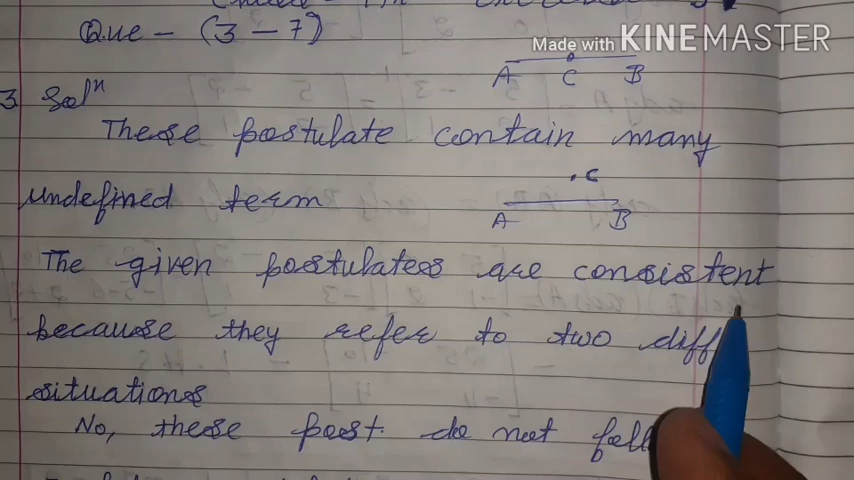 Que - (3 - 7)
Made with KINEMASTER
A C B
3 Solⁿ
These postulate contain many
. C
undefined term
A B
The given postulates are consistent
because they refer to two diff
situations
No, these post. do not foll